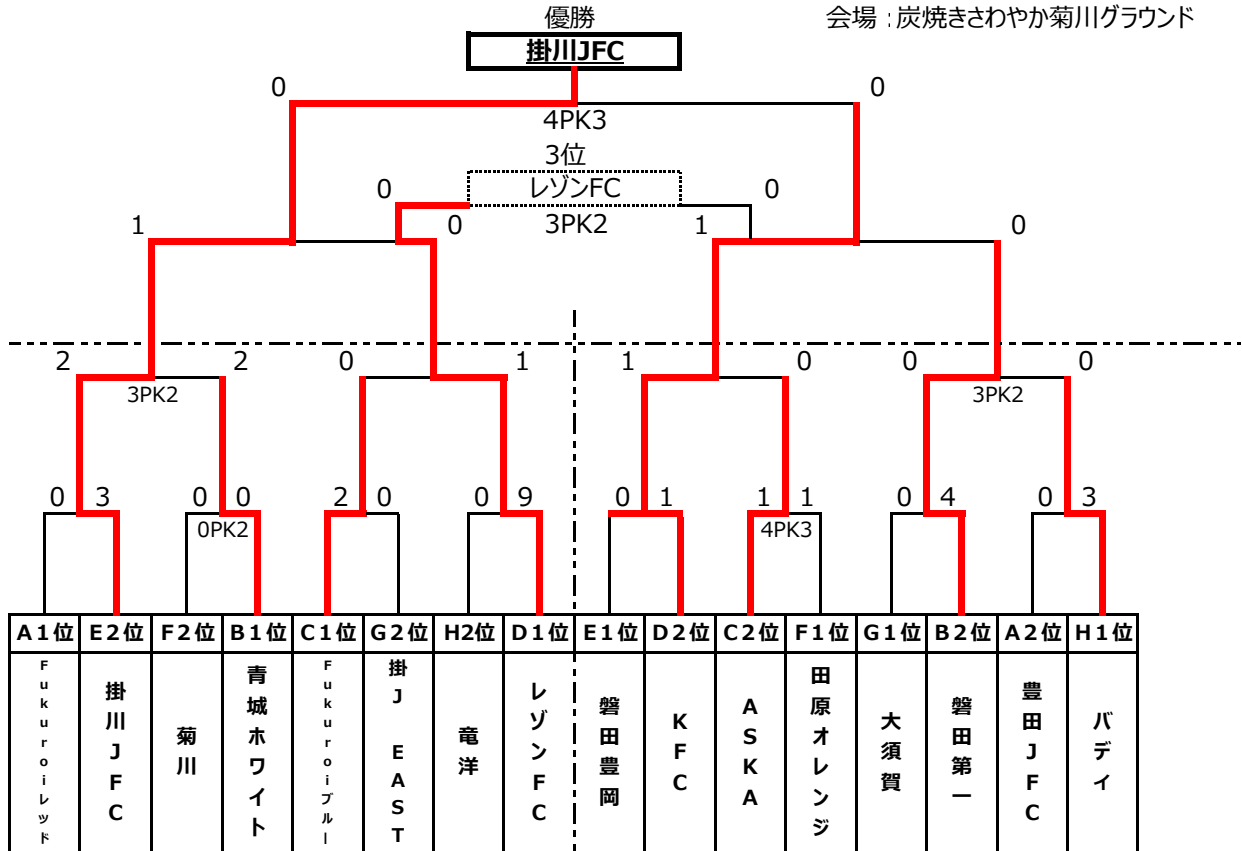 優勝
会場：炭焼きさわやか菊川グラウンド
掛川JFC
0 0
4PK3
3位
0 レゾンFC 0
1 0 3PK2 1 0
2 2 0 1 1 0 0 0
3PK2 3PK2
0 3 0 0 2 0 0 9 0 1 1 1 0 4 0 3
0PK2 4PK3
A1位 E2位 F2位 B1位 C1位 G2位 H2位 D1位 E1位 D2位 C2位 F1位 G1位 B2位 A2位 H1位
Fukuroiレッド
掛川JFC
菊川
青城ホワイト
Fukuroiブルー
掛J EAST
竜洋
レゾンFC
磐田豊岡
KFC
ASKA
田原オレンジ
大須賀
磐田第一
豊田JFC
バディ